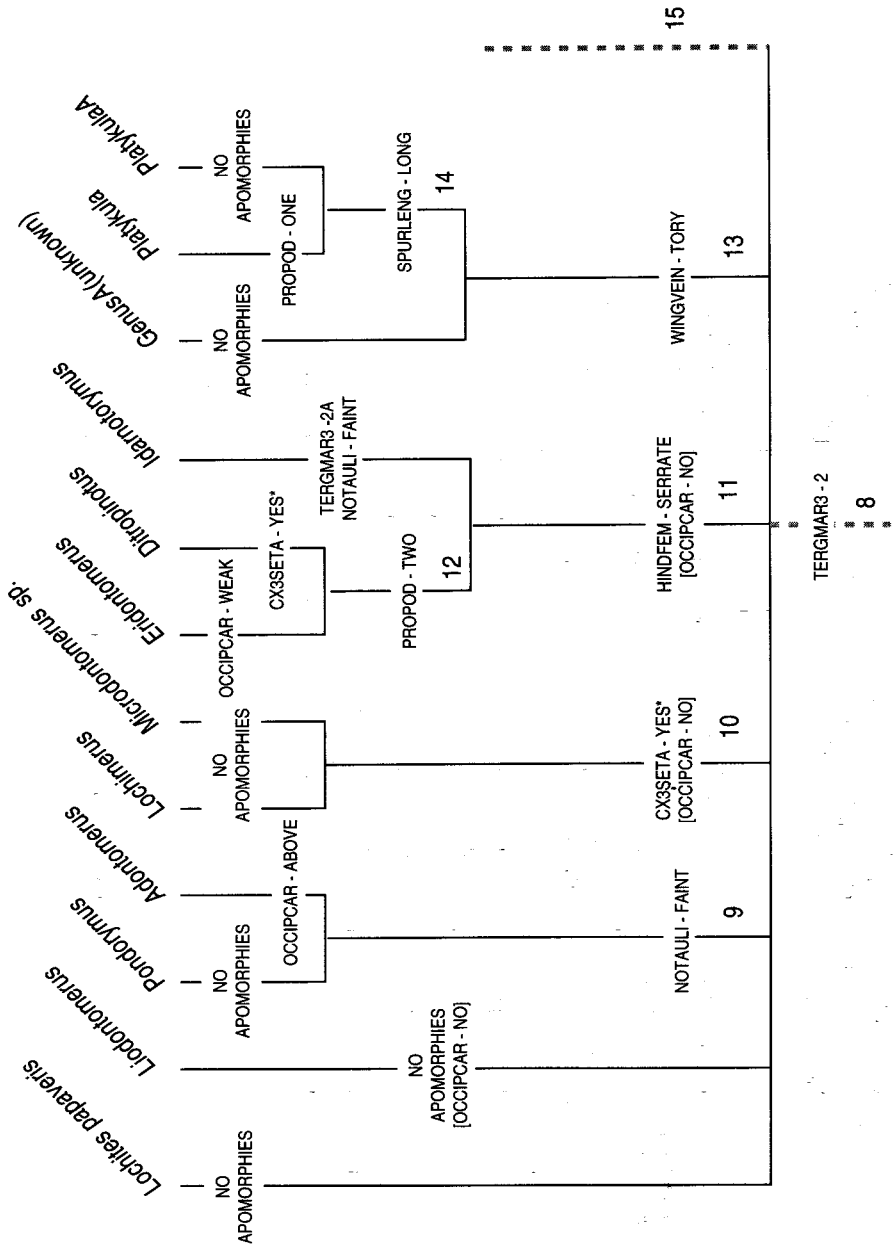 Lochites papaveris
Liodontomerus
Pondorymus
Adontomerus
Lochimerus
Microdontomerus sp.
Eridontomerus
Ditropinotus
Idarnotorymus
GenusA(unknown)
Platykula
PlatykulaA
NO
APOMORPHIES
NO
APOMORPHIES
OCCIPCAR - ABOVE
NO
APOMORPHIES
OCCIPCAR - WEAK
CX3SETA - YES*
TERGMAR3 -2A
NOTAULI - FAINT
NO
APOMORPHIES
PROPOD - ONE
NO
APOMORPHIES
NO
APOMORPHIES
[OCCIPCAR - NO]
PROPOD - TWO
12
SPURLENG - LONG
14
NOTAULI - FAINT
9
CX3SETA - YES*
[OCCIPCAR - NO]
10
HINDFEM - SERRATE
[OCCIPCAR - NO]
11
WINGVEIN - TORY
13
15
TERGMAR3 - 2
8